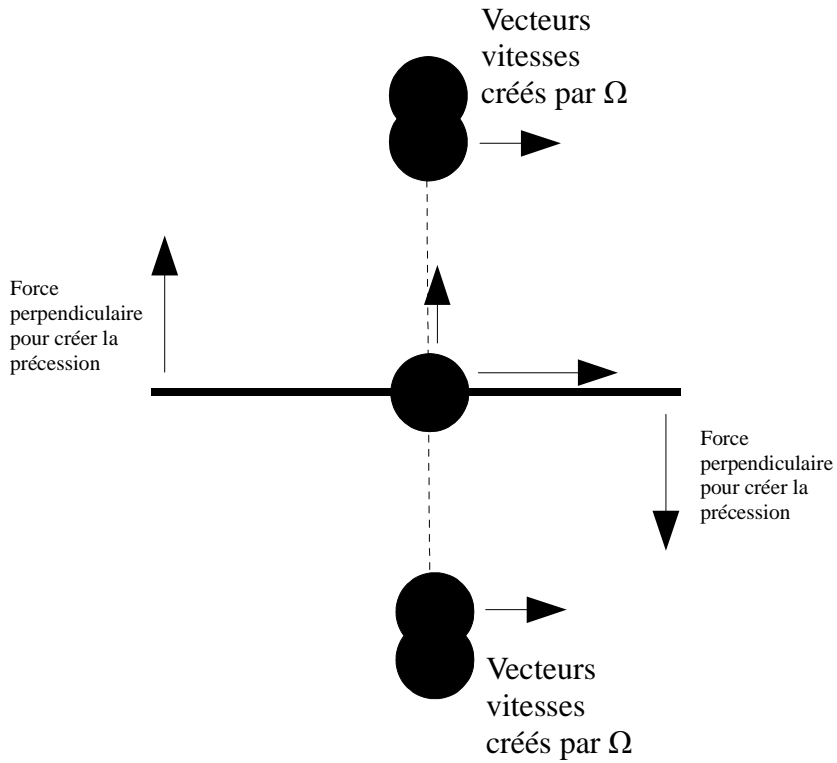 Vecteurs
vitesses
créés par Ω
Force
perpendiculaire
pour créer la
précession
Force
perpendiculaire
pour créer la
précession
Vecteurs
vitesses
créés par Ω